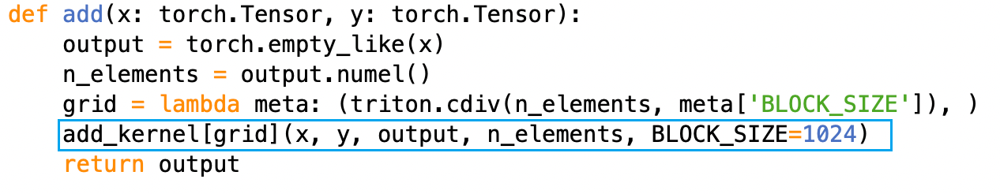 def add(x: torch.Tensor, y: torch.Tensor):
    output = torch.empty_like(x)
    n_elements = output.numel()
    grid = lambda meta: (triton.cdiv(n_elements, meta['BLOCK_SIZE']), )
    add_kernel[grid](x, y, output, n_elements, BLOCK_SIZE=1024)
    return output